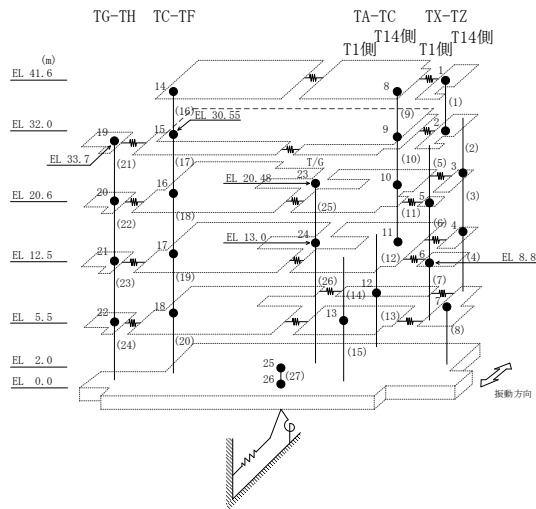 TG-TH TC-TF TA-TC TX-TZ
T1側 T14側 T1側 T14側
(m)
EL 41.6
14 8 1
(16) EL 30.55 (9) (1)
EL 32.0
19 15 9 2
EL 33.7 (21) (17) (10) (2)
T/G
16 EL 20.48 23 10 (5) 3
EL 20.6
20 (18) (25) (11) 5 (3)
(22)
24 11 (6) 4
EL 13.0
EL 12.5
21 17 (19) (12) 6 (4) EL 8.8
(23)
(26) (14) 12 (7)
EL 5.5
22 18 13 (13) 7
(24) (20) (15) (8)
EL 2.0
25
EL 0.0
26 (27)
振動方向